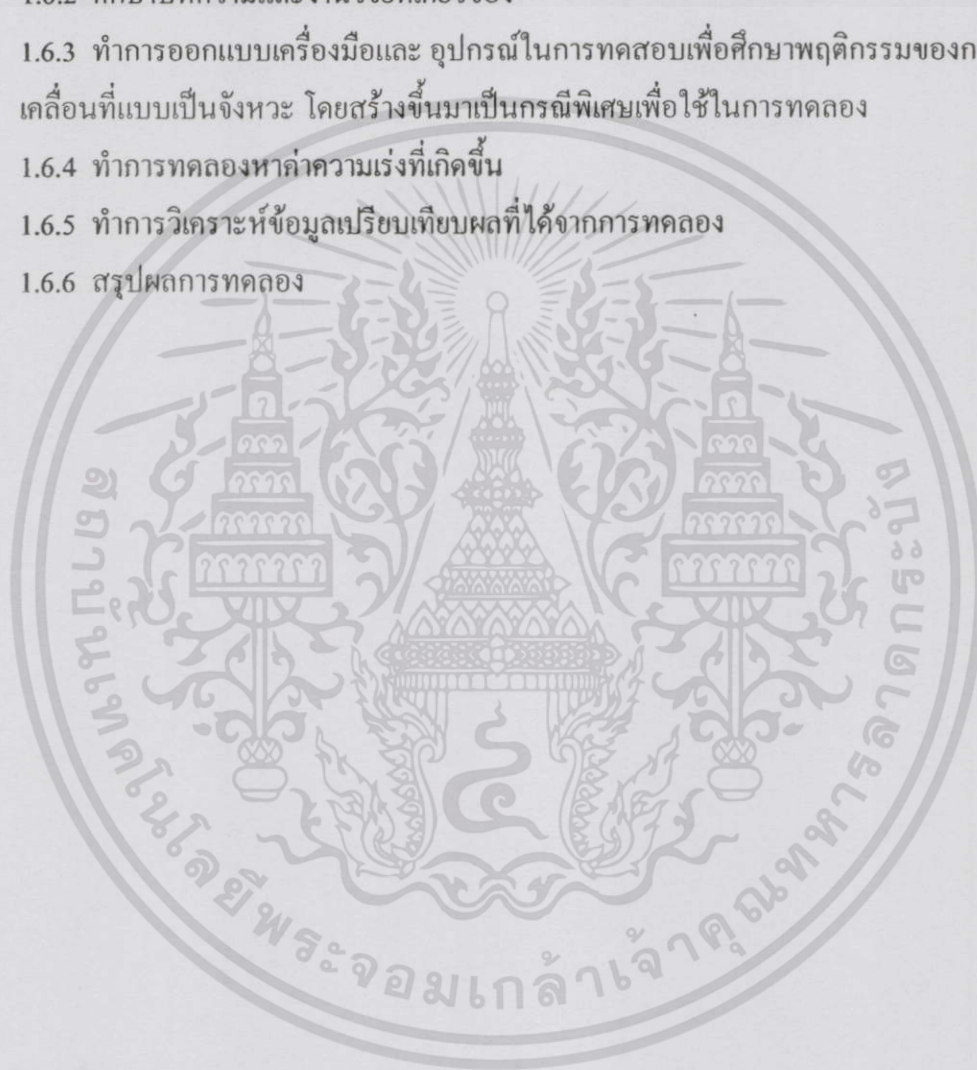 1.6.3 ทำการออกแบบเครื่องมือและ อุปกรณ์ในการทดสอบเพื่อศึกษาพฤติกรรมของก
เคลื่อนที่แบบเป็นจังหวะ โดยสร้างขึ้นมาเป็นกรณีพิเศษเพื่อใช้ในการทดลอง
1.6.4 ทำการทดลองหาค่าความเร่งที่เกิดขึ้น
1.6.5 ทำการวิเคราะห์ข้อมูลเปรียบเทียบผลที่ได้จากการทดลอง
1.6.6 สรุปผลการทดลอง
สถาบันเทคโนโลยีพระจอมเกล้าเจ้าคุณทหารลาดกระบัง